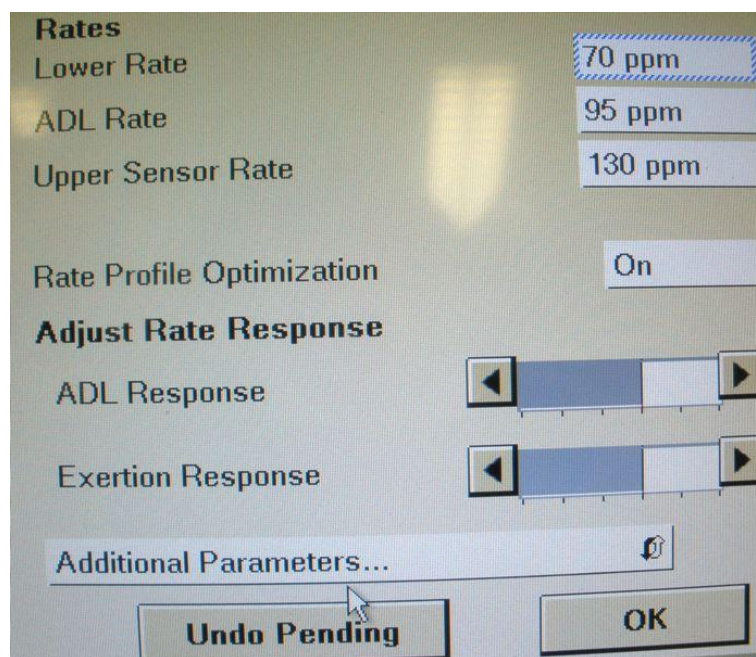 Rates
Lower Rate 70 ppm
ADL Rate 95 ppm
Upper Sensor Rate 130 ppm
Rate Profile Optimization On
Adjust Rate Response
ADL Response
Exertion Response
Additional Parameters...
Undo Pending OK